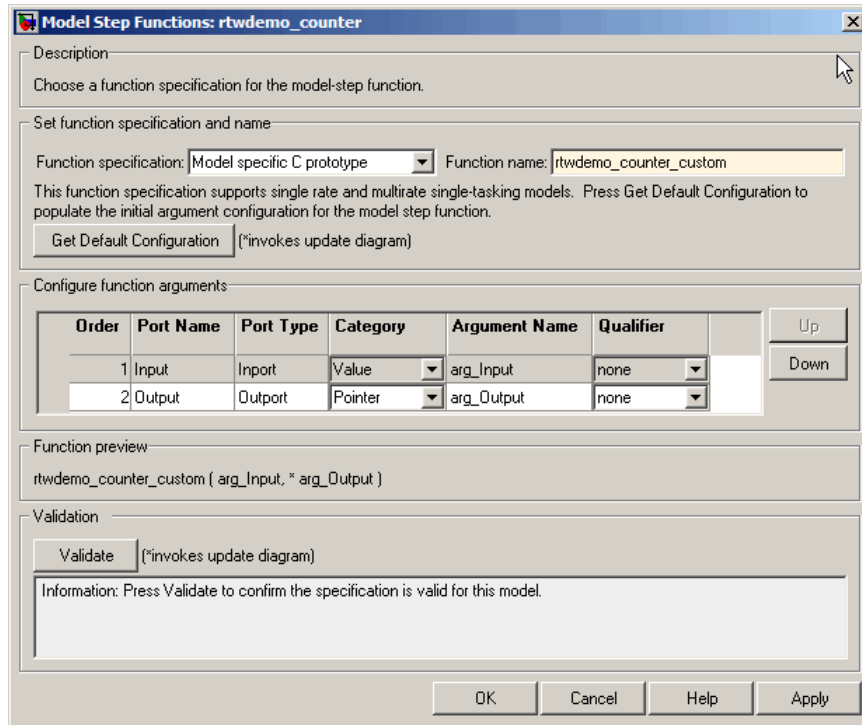 Model Step Functions: rtwdemo_counter
Description
Choose a function specification for the model-step function.
Set function specification and name
Function specification: Model specific C prototype Function name: rtwdemo_counter_custom
This function specification supports single rate and multirate single-tasking models. Press Get Default Configuration to
populate the initial argument configuration for the model step function.
Get Default Configuration (*invokes update diagram)
Configure function arguments
Order Port Name Port Type Category Argument Name Qualifier Up
1 Input Inport Value arg_Input none Down
2 Output Outport Pointer arg_Output none
Function preview
rtwdemo_counter_custom ( arg_Input, * arg_Output )
Validation
Validate (*invokes update diagram)
Information: Press Validate to confirm the specification is valid for this model.
OK Cancel Help Apply